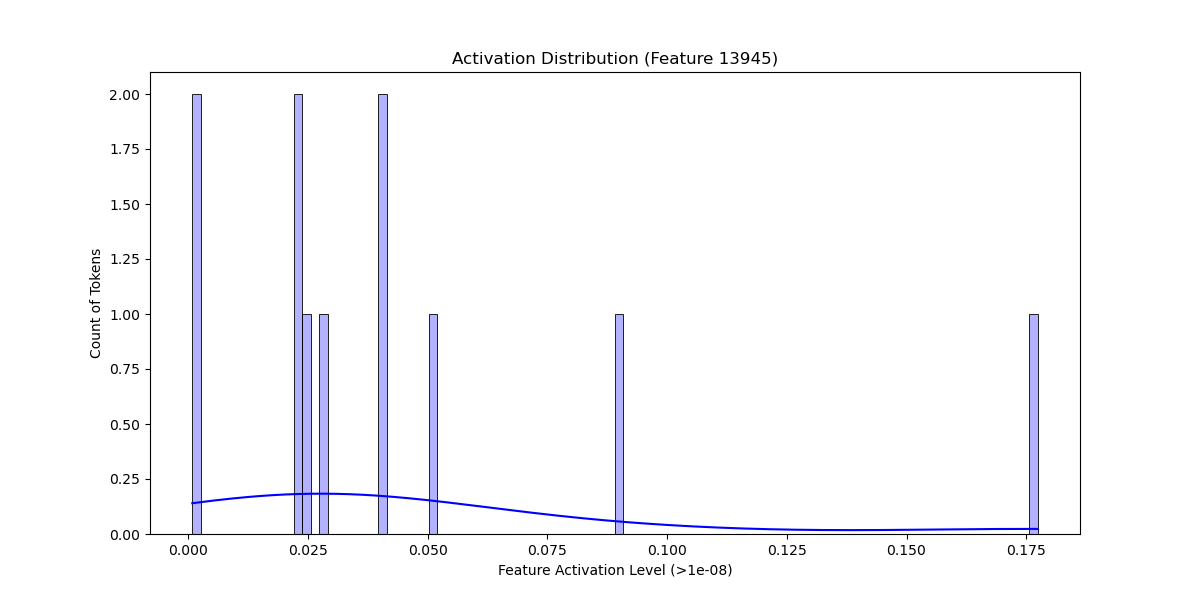 Activation Distribution (Feature 13945)
Count of Tokens
2.00
1.75
1.50
1.25
1.00
0.75
0.50
0.25
0.00
0.000 0.025 0.050 0.075 0.100 0.125 0.150 0.175
Feature Activation Level (>1e-08)